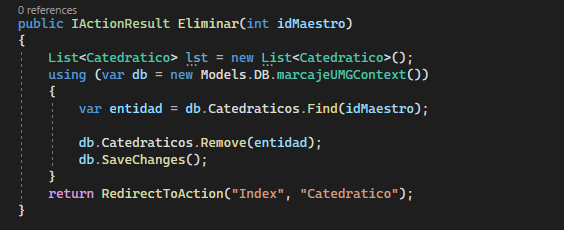 0 references
public IActionResult Eliminar(int idMaestro)
{
List<Catedratico> lst = new List<Catedratico>();
using (var db = new Models.DB.marcajeUMGContext())
{
var entidad = db.Catedraticos.Find(idMaestro);
db.Catedraticos.Remove(entidad);
db.SaveChanges();
}
return RedirectToAction("Index", "Catedratico");
}